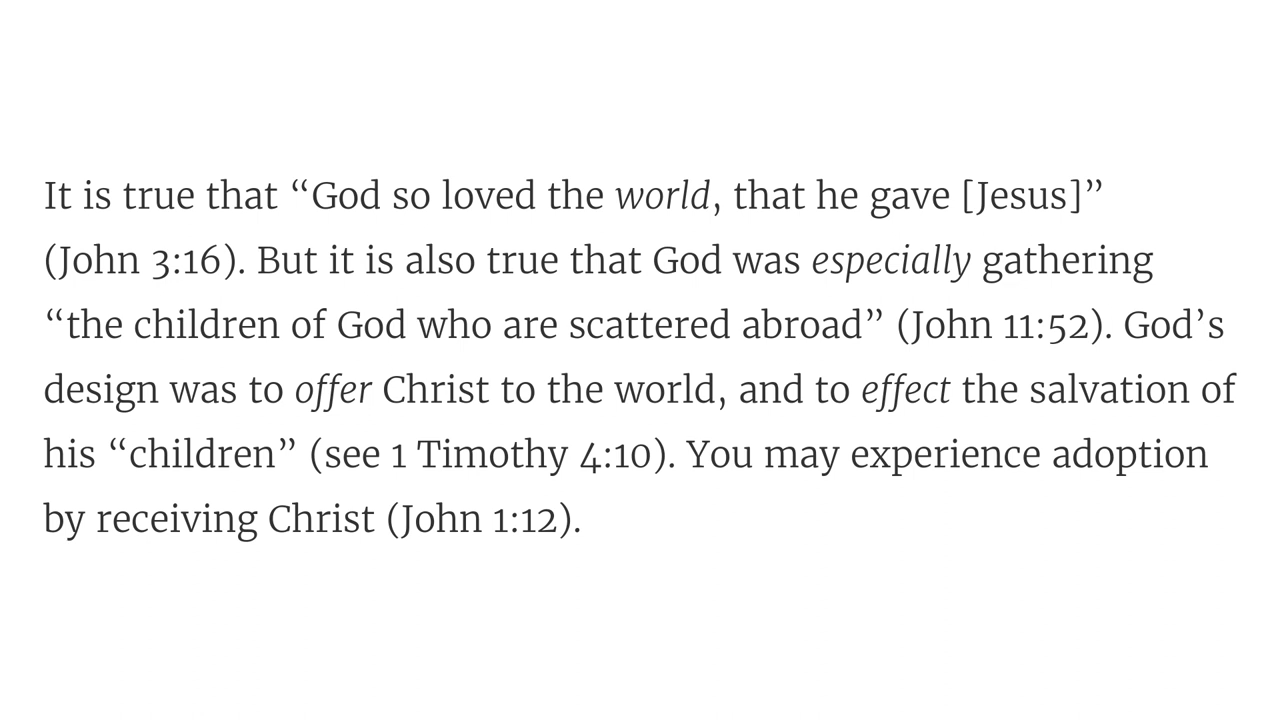 It is true that “God so loved the world, that he gave [Jesus]”
(John 3:16). But it is also true that God was especially gathering
“the children of God who are scattered abroad” (John 11:52). God’s
design was to offer Christ to the world, and to effect the salvation of
his “children” (see 1 Timothy 4:10). You may experience adoption
by receiving Christ (John 1:12).